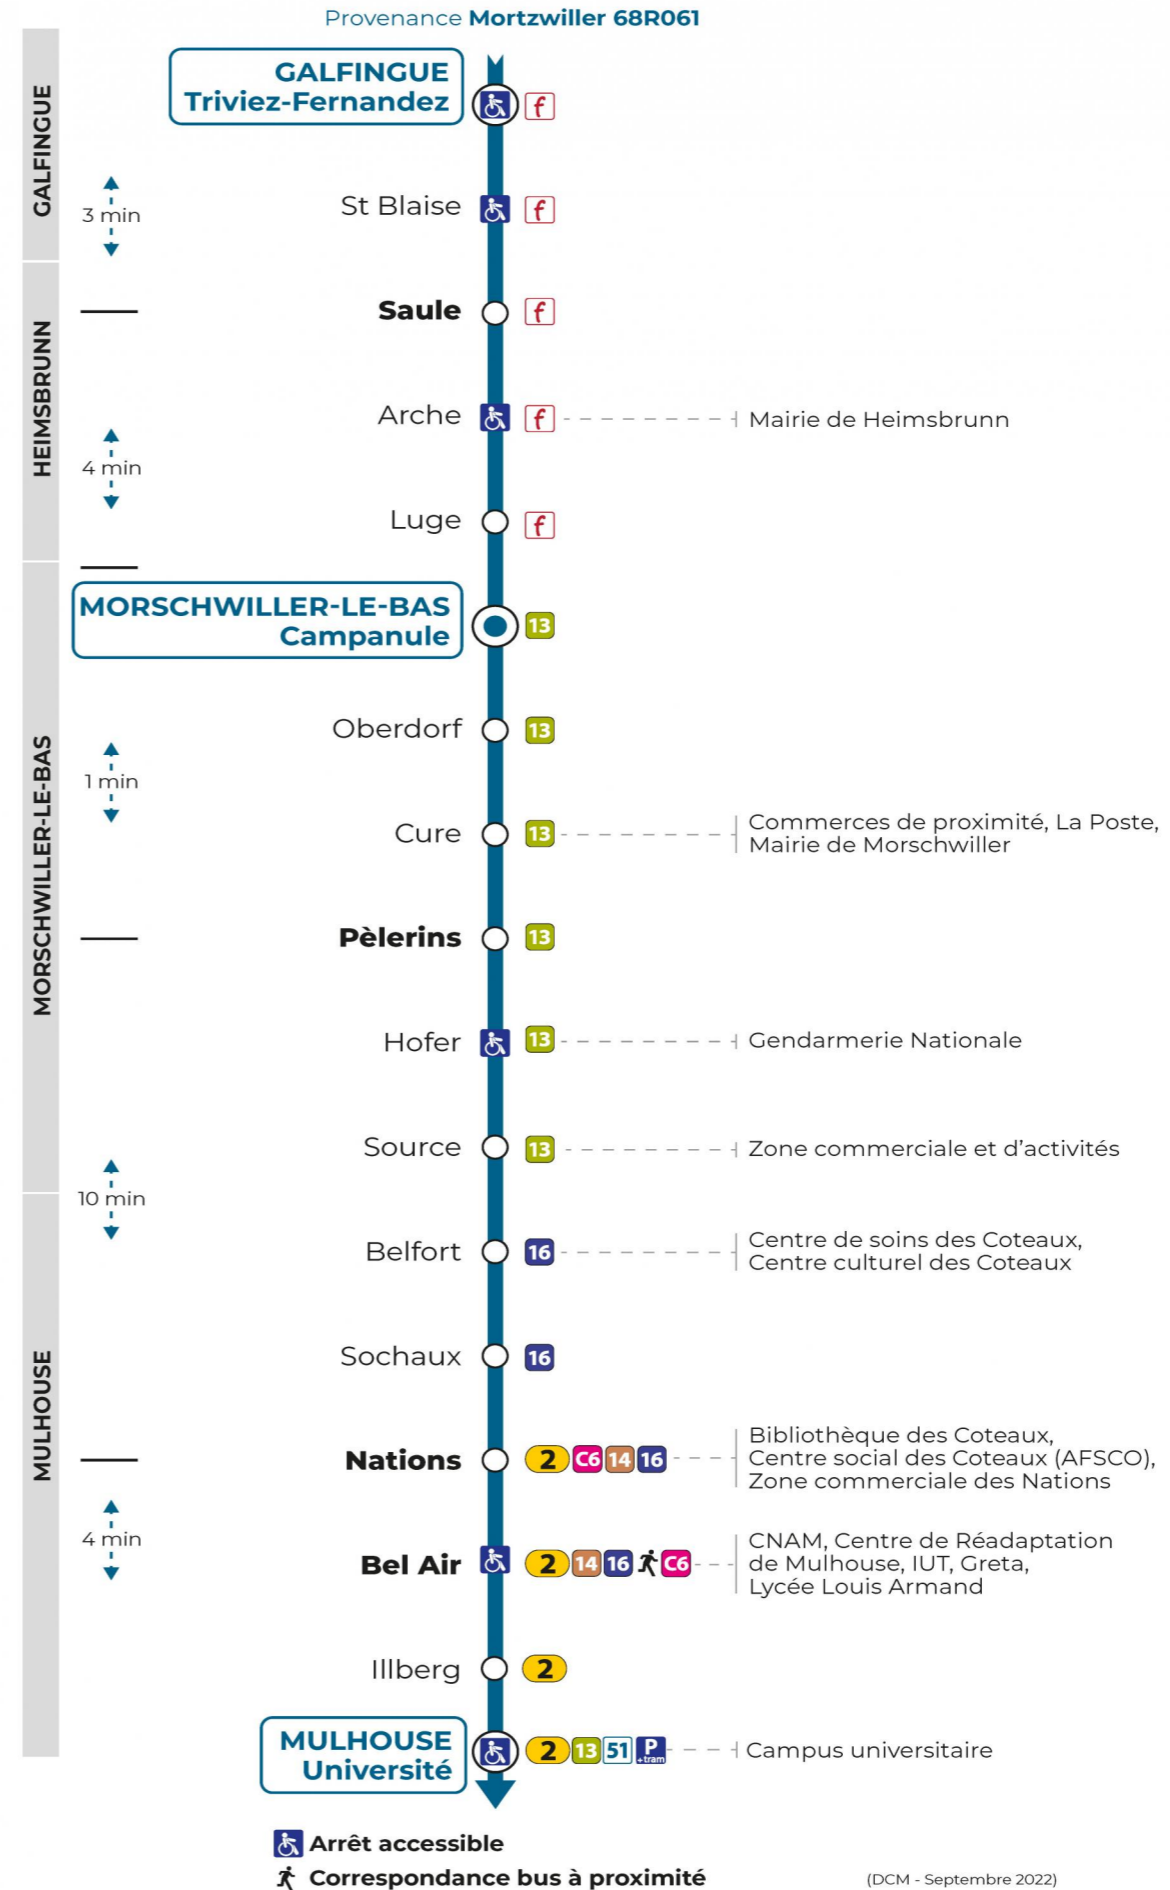 Provenance Mortzwiller 68R061
GALFINGUE
GALFINGUE
Triviez-Fernandez
f
3 min
St Blaise
f
HEIMSBRUNN
Saule
f
Arche
f
Mairie de Heimsbrunn
4 min
Luge
f
MORSCHWILLER-LE-BAS
MORSCHWILLER-LE-BAS
Campanule
13
Oberdorf
13
1 min
Cure
13
Commerces de proximité, La Poste,
Mairie de Morschwiller
Pèlerins
13
Hofer
13
Gendarmerie Nationale
Source
13
Zone commerciale et d'activités
10 min
MULHOUSE
Belfort
16
Centre de soins des Coteaux,
Centre culturel des Coteaux
Sochaux
16
Nations
2 C6 14 16
Bibliothèque des Coteaux,
Centre social des Coteaux (AFSCO),
Zone commerciale des Nations
4 min
Bel Air
2 14 16 C6
CNAM, Centre de Réadaptation
de Mulhouse, IUT, Greta,
Lycée Louis Armand
Illberg
2
MULHOUSE
Université
2 13 51 P
+tram
Campus universitaire
Arrêt accessible
Correspondance bus à proximité
(DCM - Septembre 2022)